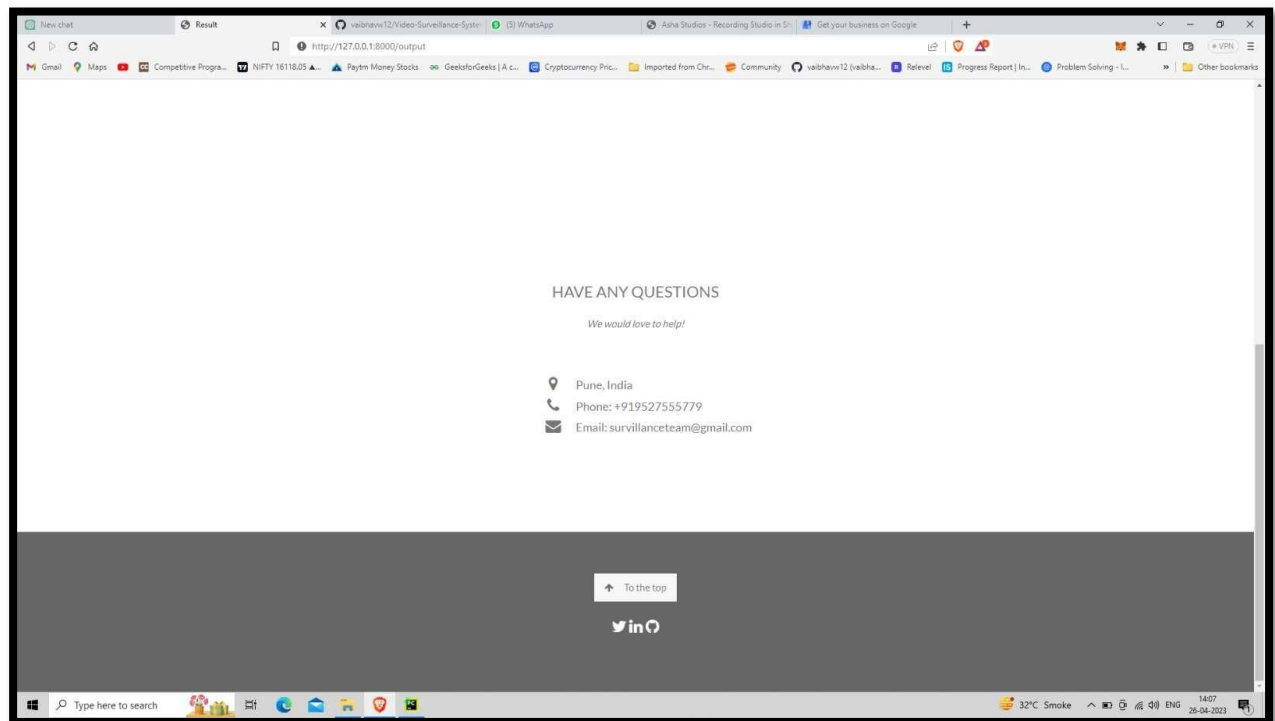 New chat
Result
vaibhavw12/Video-Surveillance-Syste
(5) WhatsApp
Asha Studios - Recording Studio in Sh
Get your business on Google
http://127.0.0.1:8000/output
VPN
Gmail
Maps
Competitive Progra...
NIFTY 16118.05 ▲...
Paytm Money Stocks
GeeksforGeeks | A c...
Cryptocurrency Pric...
Imported from Chr...
Community
vaibhavw12 (vaibha...
Relevel
Progress Report | In...
Problem Solving - I...
Other bookmarks
HAVE ANY QUESTIONS
We would love to help!
Pune, India
Phone: +919527555779
Email: survillanceteam@gmail.com
To the top
Type here to search
32°C Smoke
ENG
14:07
26-04-2023